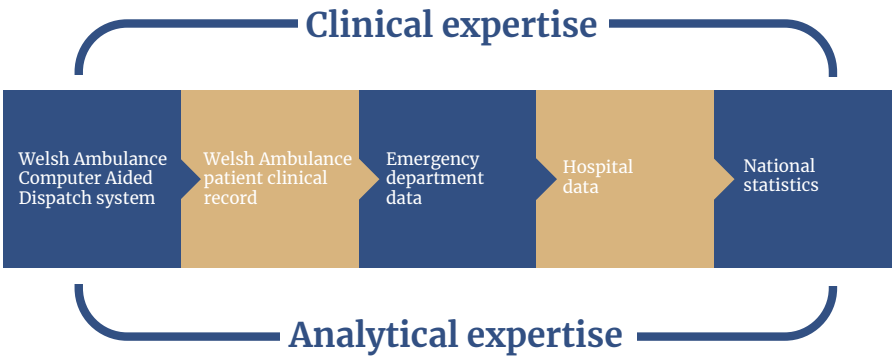 Clinical expertise
Welsh Ambulance
Computer Aided
Dispatch system
Welsh Ambulance
patient clinical
record
Emergency
department
data
Hospital
data
National
statistics
Analytical expertise